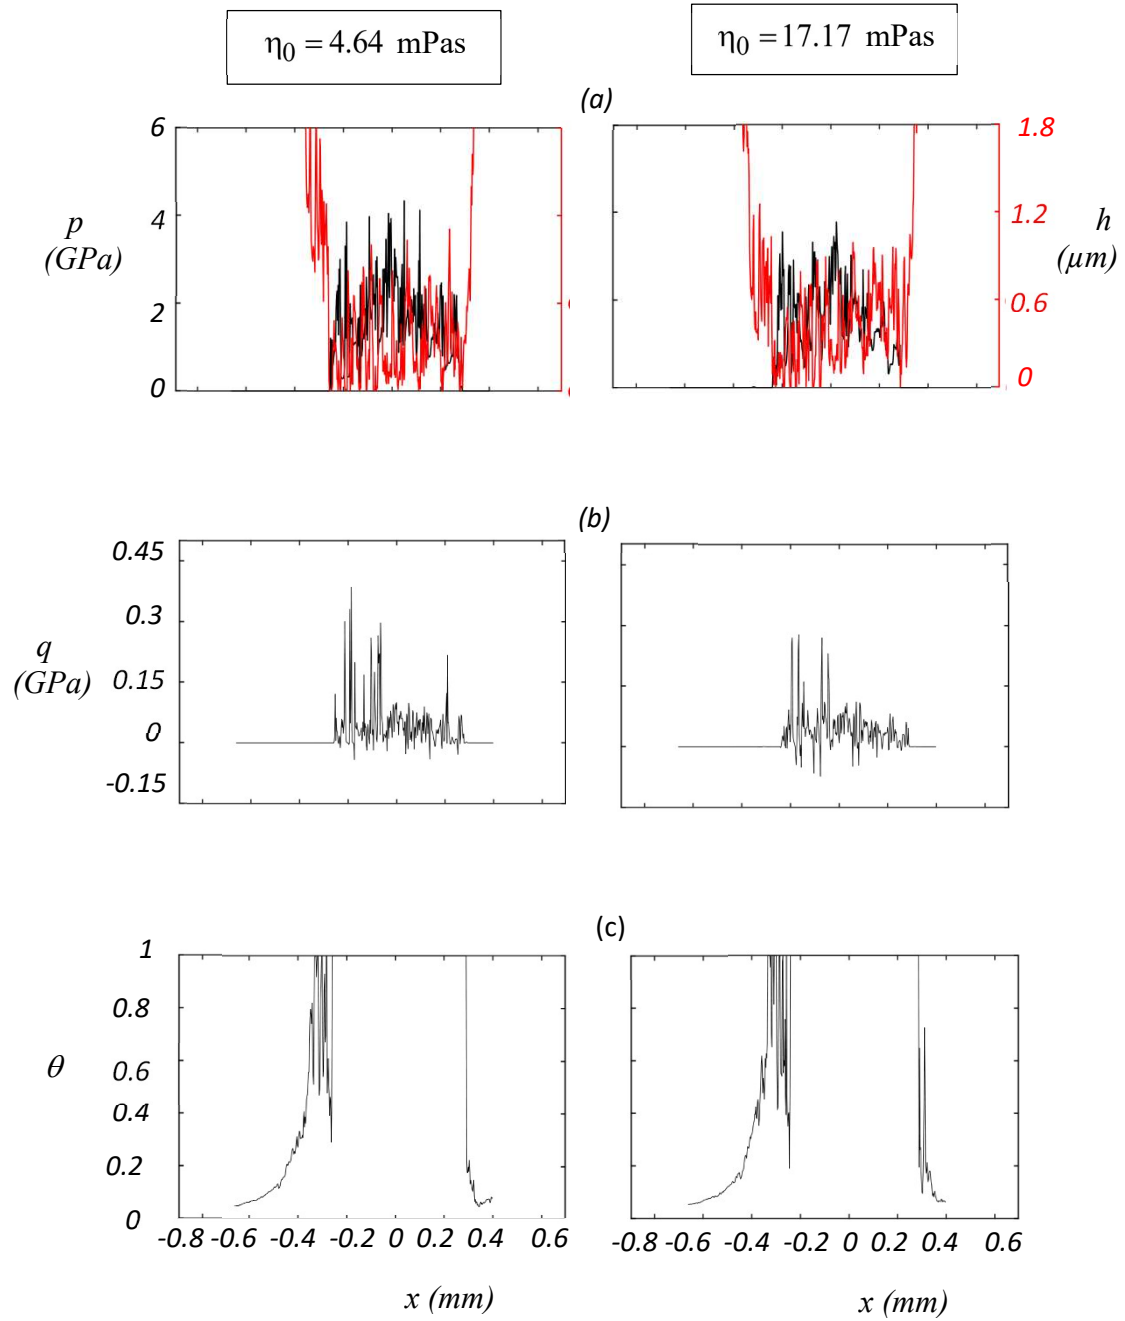 η0 = 4.64 mPas
η0 = 17.17 mPas
(a)
6
4
2
0
p
(GPa)
1.8
1.2
0.6
0
h
(μm)
(b)
0.45
0.3
0.15
0
-0.15
q
(GPa)
(c)
1
0.8
0.6
0.4
0.2
0
θ
-0.8 -0.6 -0.4 -0.2 0 0.2 0.4 0.6
-0.8 -0.6 -0.4 -0.2 0 0.2 0.4 0.6
x (mm)
x (mm)